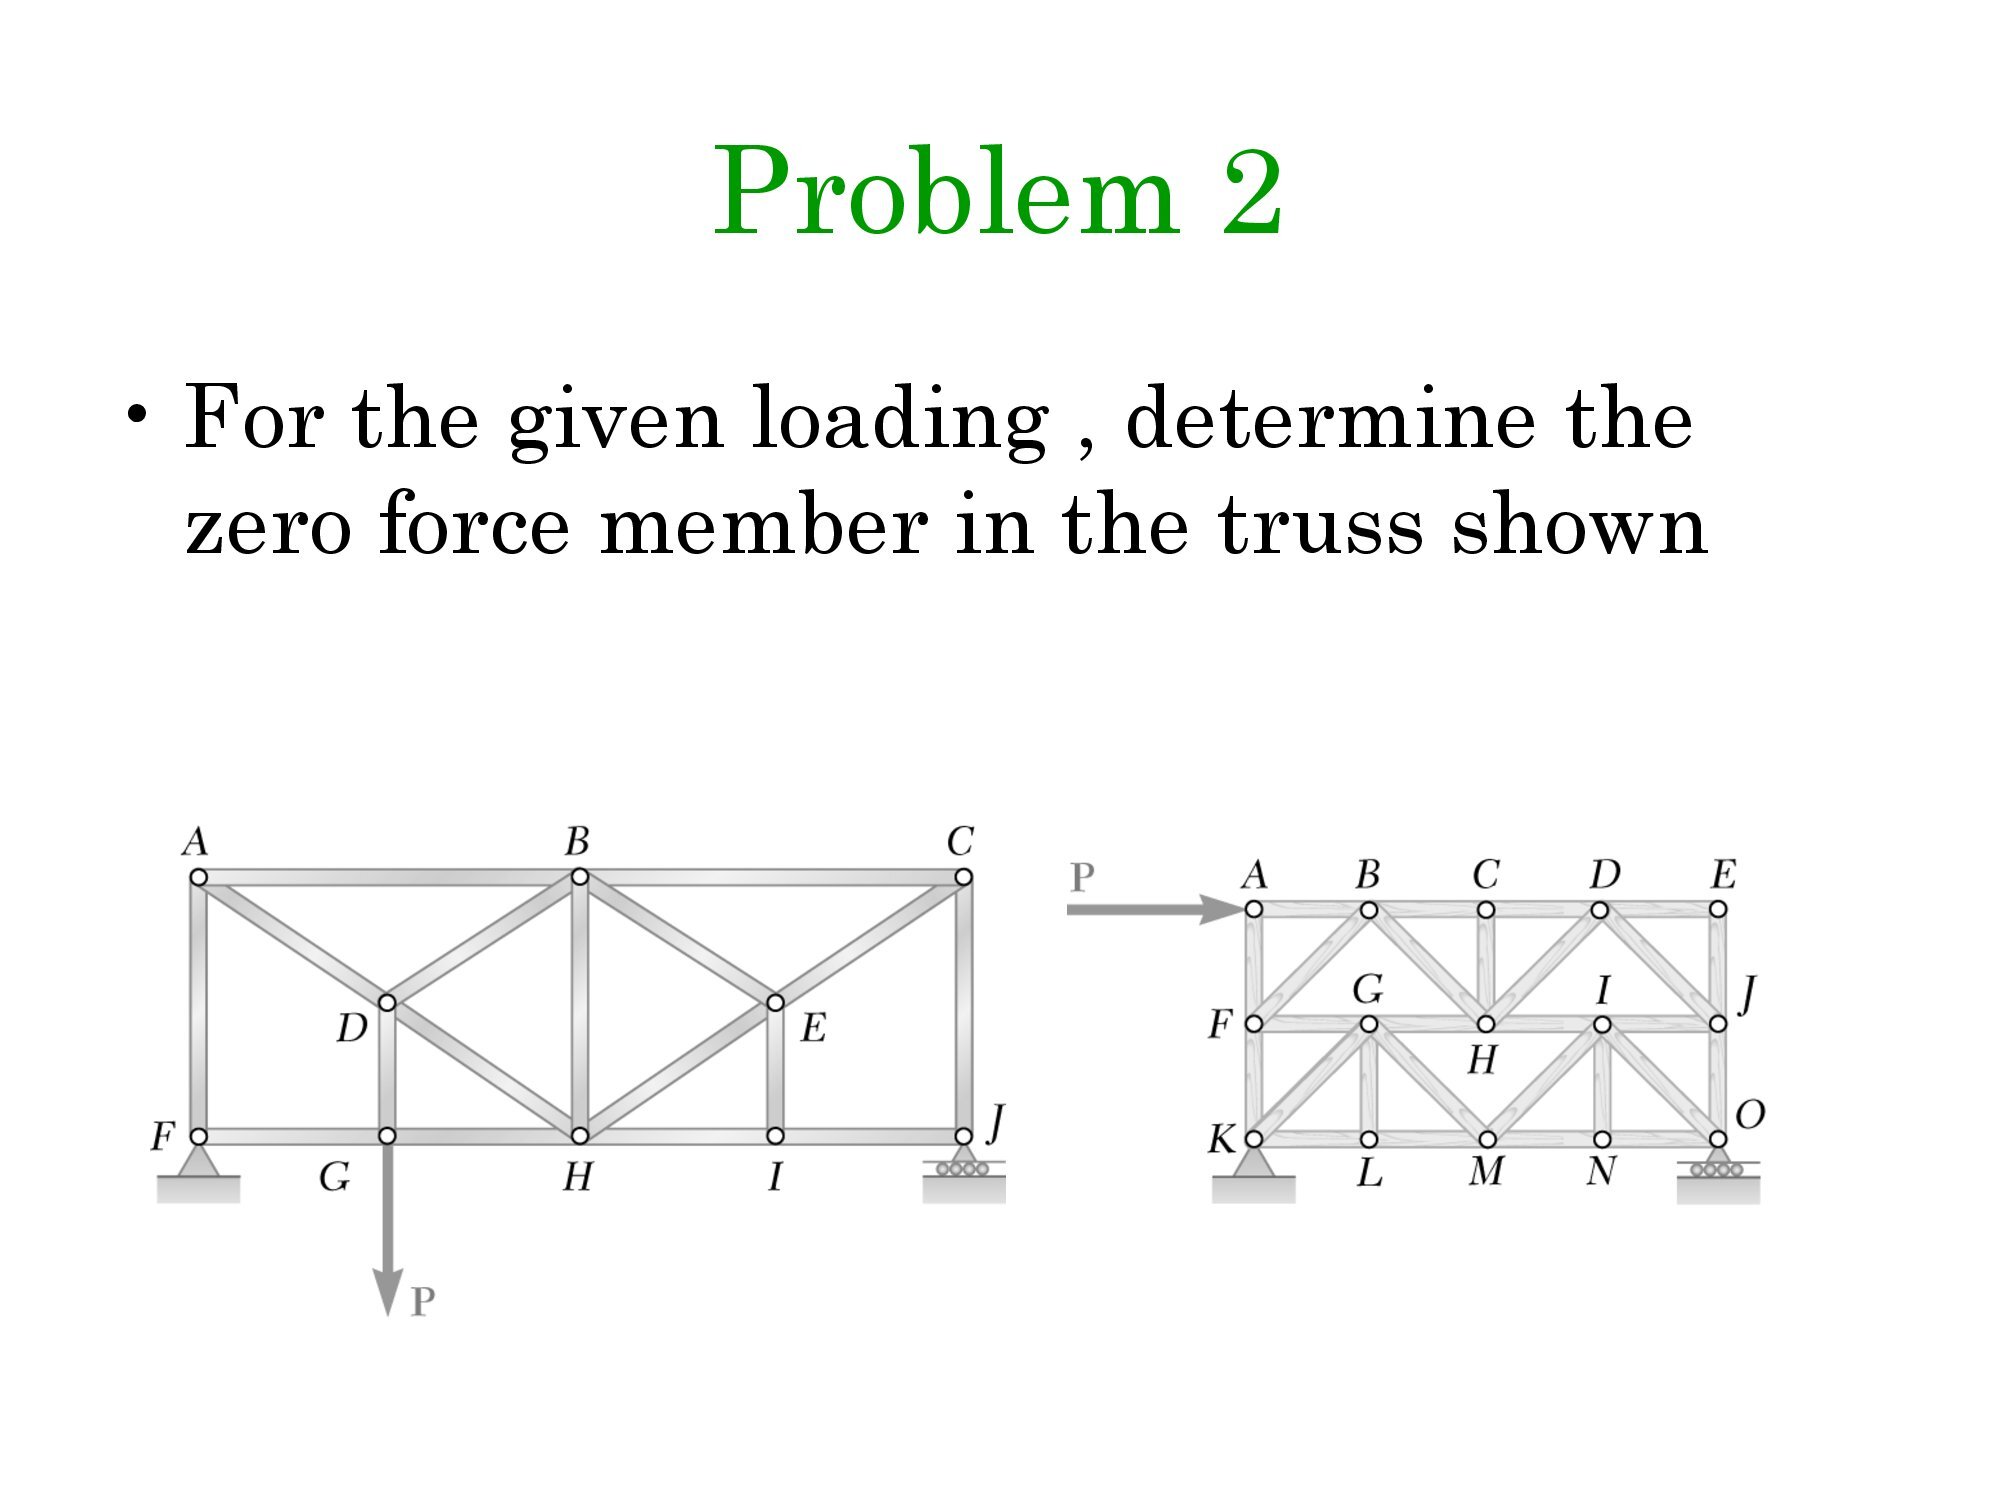 Problem 2
• For the given loading , determine the
zero force member in the truss shown
A B C
D E
F G H I J
P
P A B C D E
F G H I J
K L M N O